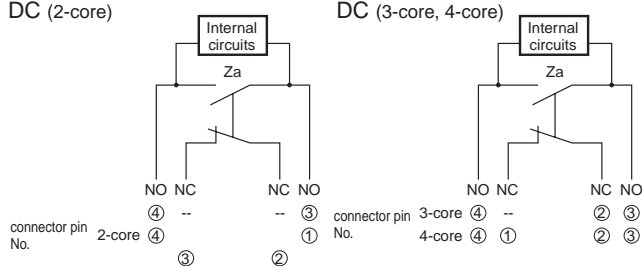 DC (2-core)
Internal
circuits
Za
NO NC NC NO
④ -- -- ③
connector pin
No.
2-core ④ ①
③ ②
DC (3-core, 4-core)
Internal
circuits
Za
NO NC NC NO
connector pin
No.
3-core ④ -- ② ③
4-core ④ ① ② ③